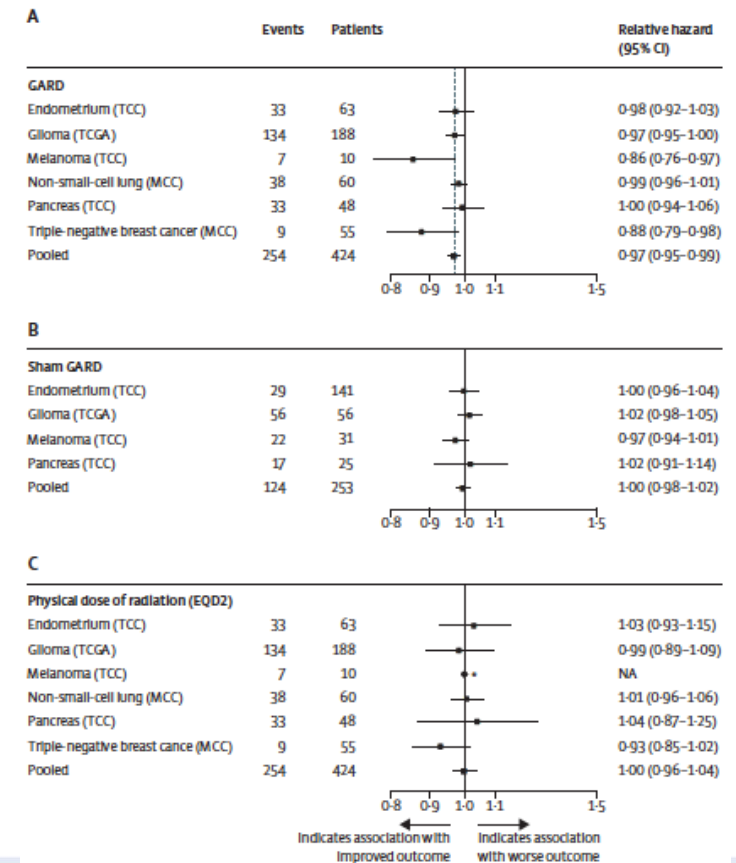 A
Events Patients Relative hazard
(95% CI)
GARD
Endometrium (TCC) 33 63 0·98 (0·92–1·03)
Glioma (TCGA) 134 188 0·97 (0·95–1·00)
Melanoma (TCC) 7 10 0·86 (0·76–0·97)
Non-small-cell lung (MCC) 38 60 0·99 (0·96–1·01)
Pancreas (TCC) 33 48 1·00 (0·94–1·06)
Triple-negative breast cancer (MCC) 9 55 0·88 (0·79–0·98)
Pooled 254 424 0·97 (0·95–0·99)
0·8 0·9 1·0 1·1 1·5
B
Sham GARD
Endometrium (TCC) 29 141 1·00 (0·96–1·04)
Glioma (TCGA) 56 56 1·02 (0·98–1·05)
Melanoma (TCC) 22 31 0·97 (0·94–1·01)
Pancreas (TCC) 17 25 1·02 (0·91–1·14)
Pooled 124 253 1·00 (0·98–1·02)
0·8 0·9 1·0 1·1 1·5
C
Physical dose of radiation (EQD2)
Endometrium (TCC) 33 63 1·03 (0·93–1·15)
Glioma (TCGA) 134 188 0·99 (0·89–1·09)
Melanoma (TCC) 7 10 * NA
Non-small-cell lung (MCC) 38 60 1·01 (0·96–1·06)
Pancreas (TCC) 33 48 1·04 (0·87–1·25)
Triple-negative breast cance (MCC) 9 55 0·93 (0·85–1·02)
Pooled 254 424 1·00 (0·96–1·04)
0·8 0·9 1·0 1·1 1·5
Indicates association with Indicates association
improved outcome with worse outcome